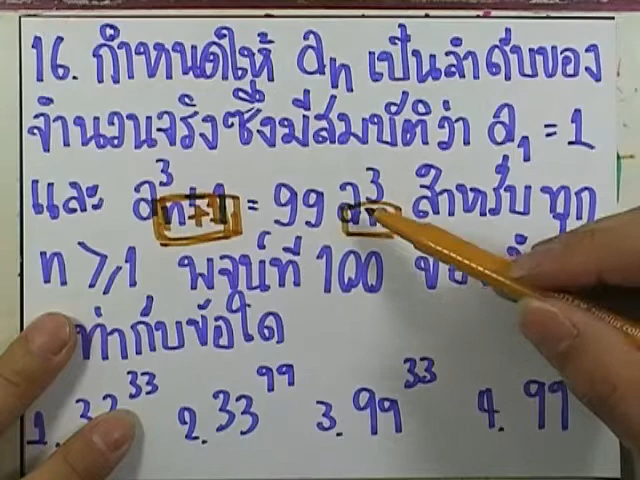 16. กำหนดให้ aₙ เป็นลำดับของ
จำนวนจริงซึ่งมีสมบัติว่า a₁ = 1
และ a³ₙ₊₁ = 99 a³ₙ สำหรับ ทุก
n ≥ 1 พจน์ที่ 100
เท่ากับข้อใด
1. 33³³ 2. 33⁹⁹ 3. 99³³ 4. 99